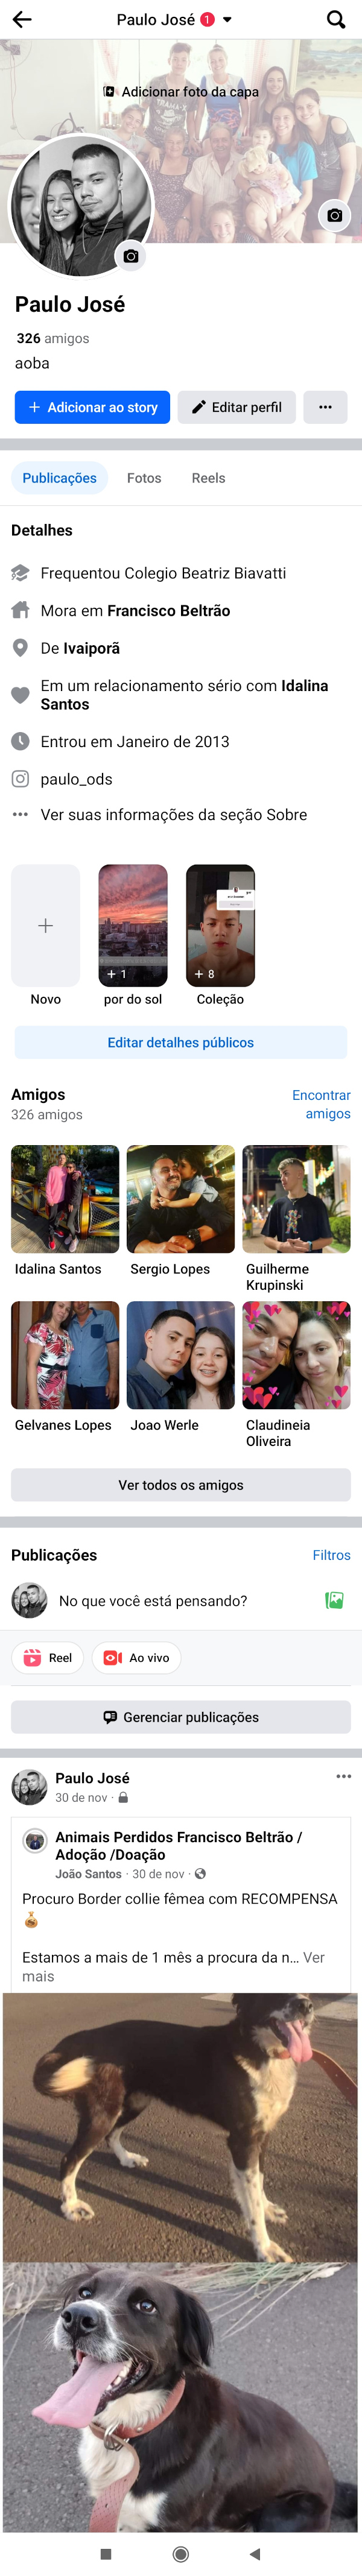 Paulo José 1
Adicionar foto da capa
Paulo José
326 amigos
aoba
+ Adicionar ao story
Editar perfil
Publicações
Fotos
Reels
Detalhes
Frequentou Colegio Beatriz Biavatti
Mora em Francisco Beltrão
De Ivaiporã
Em um relacionamento sério com Idalina
Santos
Entrou em Janeiro de 2013
paulo_ods
Ver suas informações da seção Sobre
+ 1
+ 8
Novo
por do sol
Coleção
Editar detalhes públicos
Amigos
326 amigos
Encontrar
amigos
Idalina Santos
Sergio Lopes
Guilherme
Krupinski
Gelvanes Lopes
Joao Werle
Claudineia
Oliveira
Ver todos os amigos
Publicações
Filtros
No que você está pensando?
Reel
Ao vivo
Gerenciar publicações
Paulo José
30 de nov ·
Animais Perdidos Francisco Beltrão /
Adoção /Doação
João Santos · 30 de nov ·
Procuro Border collie fêmea com RECOMPENSA
💰
Estamos a mais de 1 mês a procura da n... Ver
mais